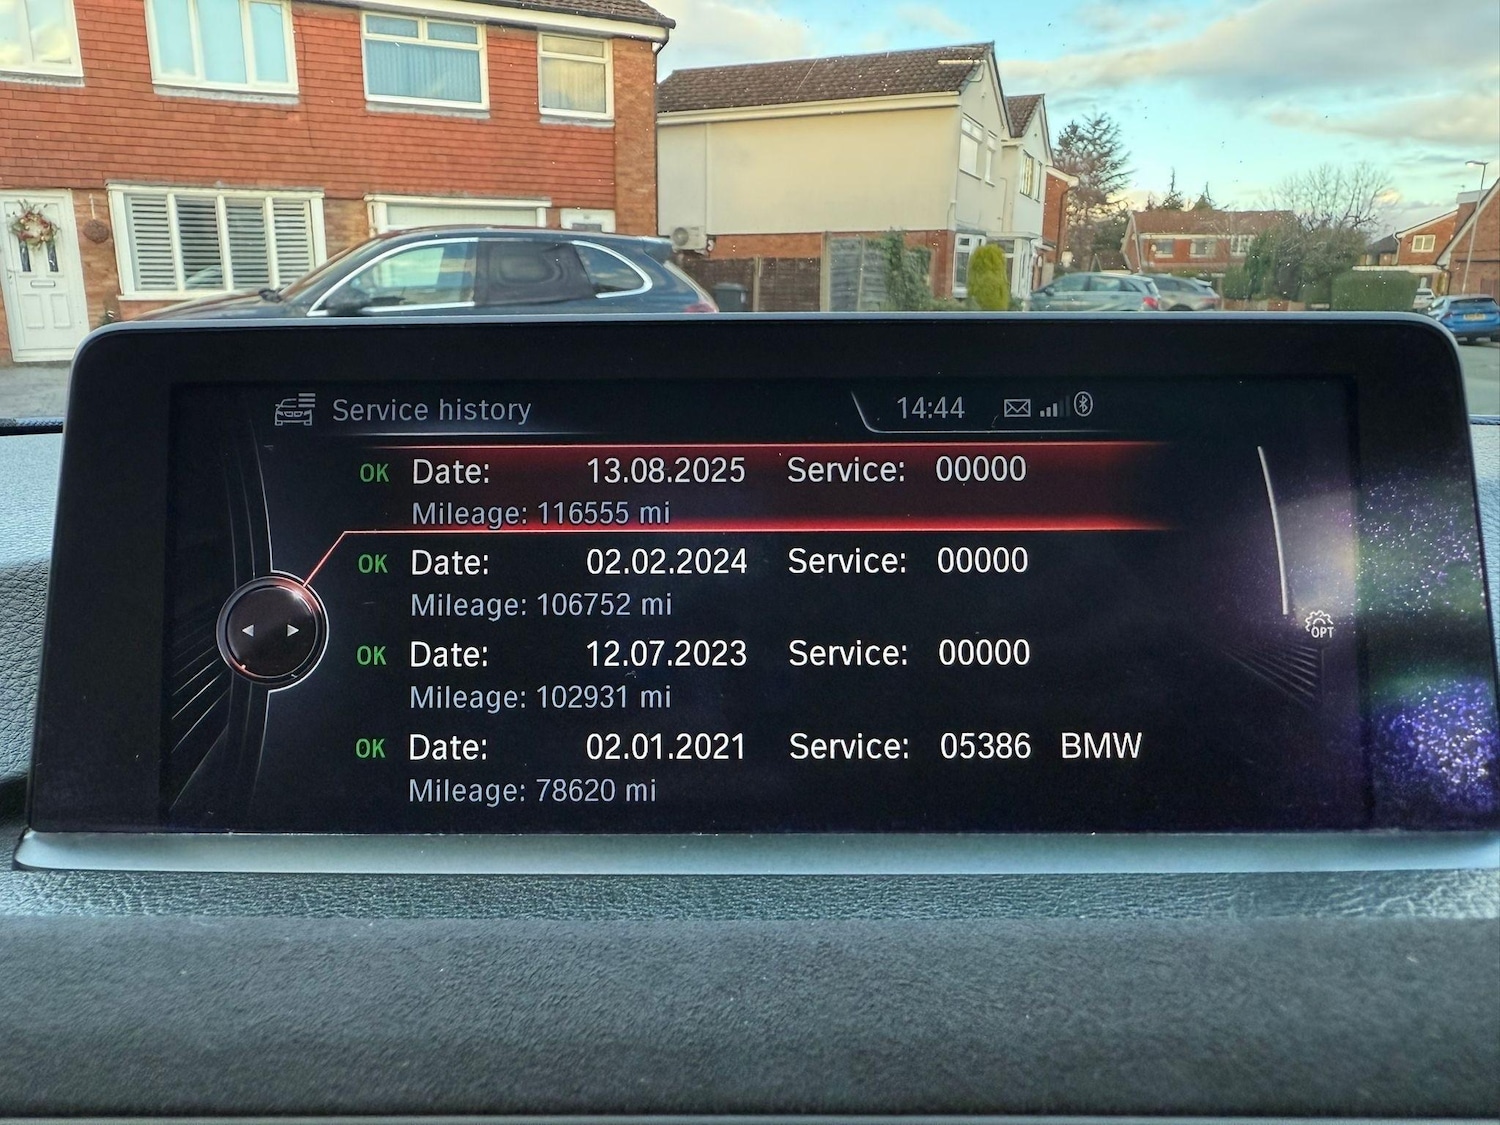 Service history 14:44
OK Date: 13.08.2025 Service: 00000
Mileage: 116555 mi
OK Date: 02.02.2024 Service: 00000
Mileage: 106752 mi
OK Date: 12.07.2023 Service: 00000
Mileage: 102931 mi
OPT
OK Date: 02.01.2021 Service: 05386 BMW
Mileage: 78620 mi